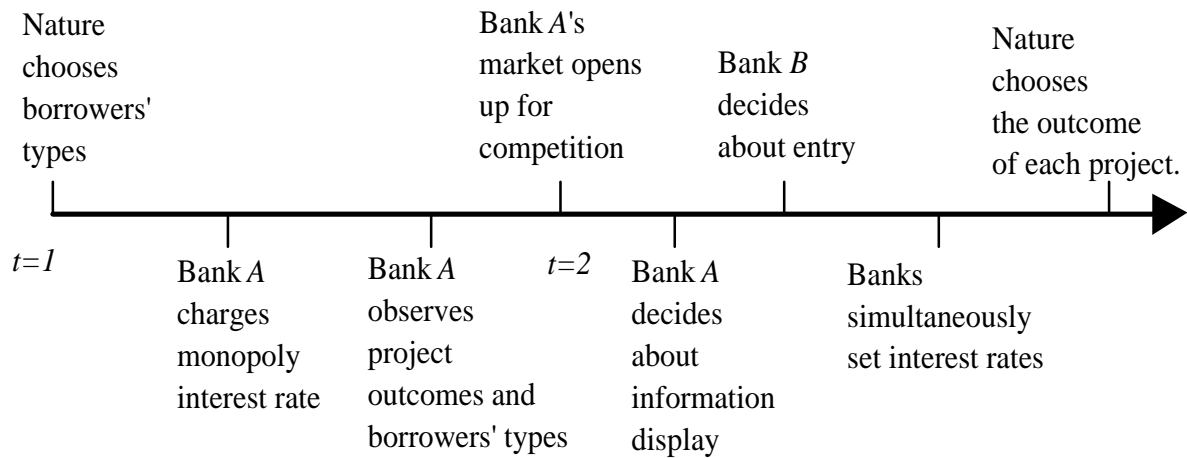 Nature
chooses
borrowers'
types
Bank A's
market opens
up for
competition
Bank B
decides
about entry
Nature
chooses
the outcome
of each project.
t=1
Bank A
charges
monopoly
interest rate
Bank A
observes
project
outcomes and
borrowers' types
t=2
Bank A
decides
about
information
display
Banks
simultaneously
set interest rates